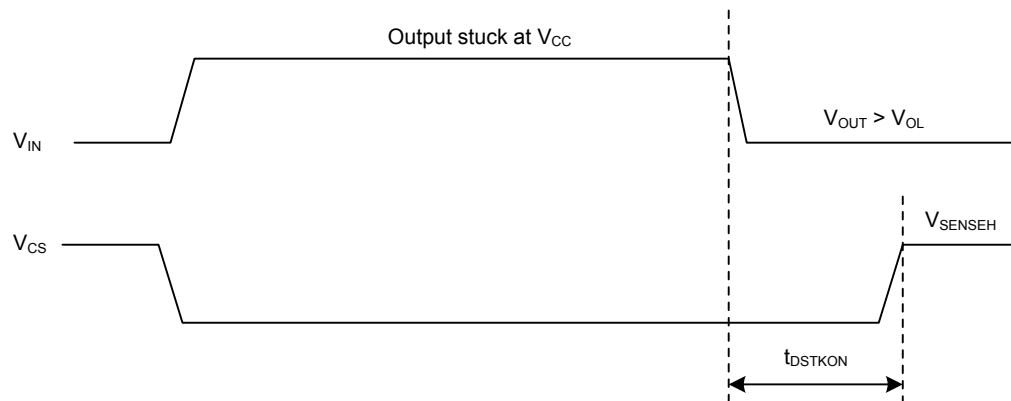 Output stuck at VCC
VIN
VOUT > VOL
VCS
VSENSEH
tDSTKON